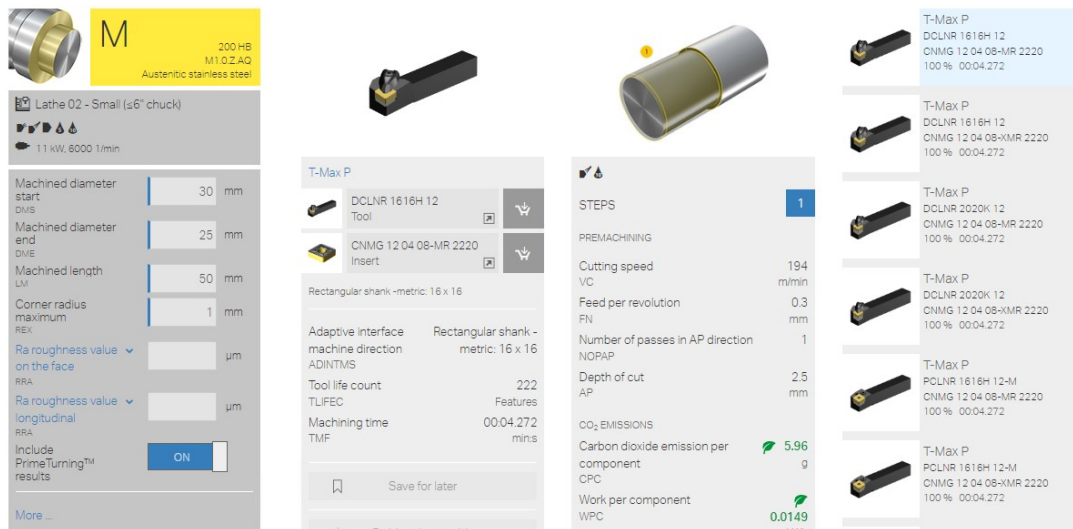 M
200 HB
M1.0.Z.AQ
Austenitic stainless steel
Lathe 02 - Small (≤6" chuck)
11 kW, 6000 1/min
Machined diameter
start
DMS
30 mm
Machined diameter
end
DME
25 mm
Machined length
LM
50 mm
Corner radius
maximum
REX
1 mm
Ra roughness value
on the face
RRA
µm
Ra roughness value
longitudinal
RRA
µm
Include
PrimeTurning™
results
ON
More ...
T-Max P
DCLNR 1616H 12
Tool
CNMG 12 04 08-MR 2220
Insert
Rectangular shank -metric: 16 x 16
Adaptive interface
machine direction
ADINTMS
Rectangular shank -
metric: 16 x 16
Tool life count
TLIFEC
222
Features
Machining time
TMF
00:04.272
min:s
Save for later
1
STEPS
1
PREMACHINING
Cutting speed
VC
194
m/min
Feed per revolution
FN
0.3
mm
Number of passes in AP direction
NOPAP
1
Depth of cut
AP
2.5
mm
CO₂ EMISSIONS
Carbon dioxide emission per
component
CPC
5.96
g
Work per component
WPC
0.0149
T-Max P
DCLNR 1616H 12
CNMG 12 04 08-MR 2220
100 % 00:04.272
T-Max P
DCLNR 1616H 12
CNMG 12 04 08-XMR 2220
100 % 00:04.272
T-Max P
DCLNR 2020K 12
CNMG 12 04 08-MR 2220
100 % 00:04.272
T-Max P
DCLNR 2020K 12
CNMG 12 04 08-XMR 2220
100 % 00:04.272
T-Max P
PCLNR 1616H 12-M
CNMG 12 04 08-MR 2220
100 % 00:04.272
T-Max P
PCLNR 1616H 12-M
CNMG 12 04 08-XMR 2220
100 % 00:04.272